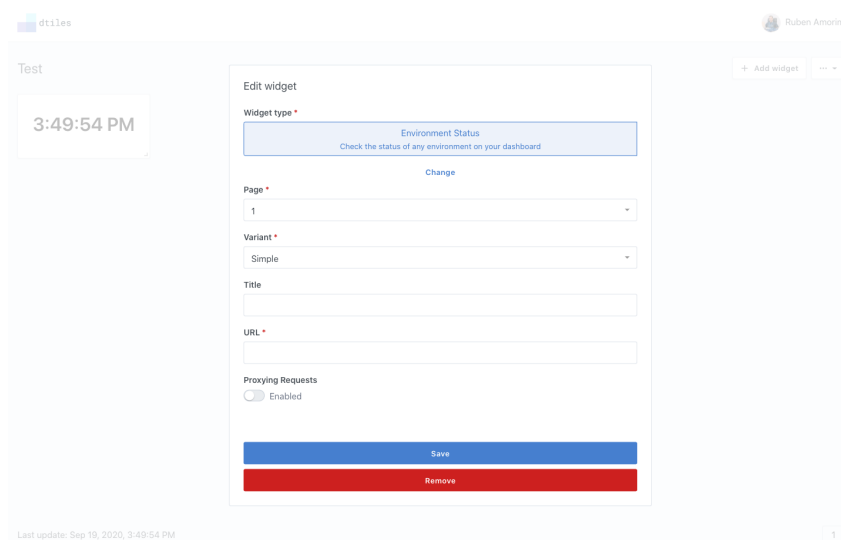 dtiles
Ruben Amorim
Test
+ Add widget
...
3:49:54 PM
Edit widget
Widget type *
Environment Status
Check the status of any environment on your dashboard
Change
Page *
1
Variant *
Simple
Title
URL *
Proxying Requests
Enabled
Save
Remove
Last update: Sep 19, 2020, 3:49:54 PM
1